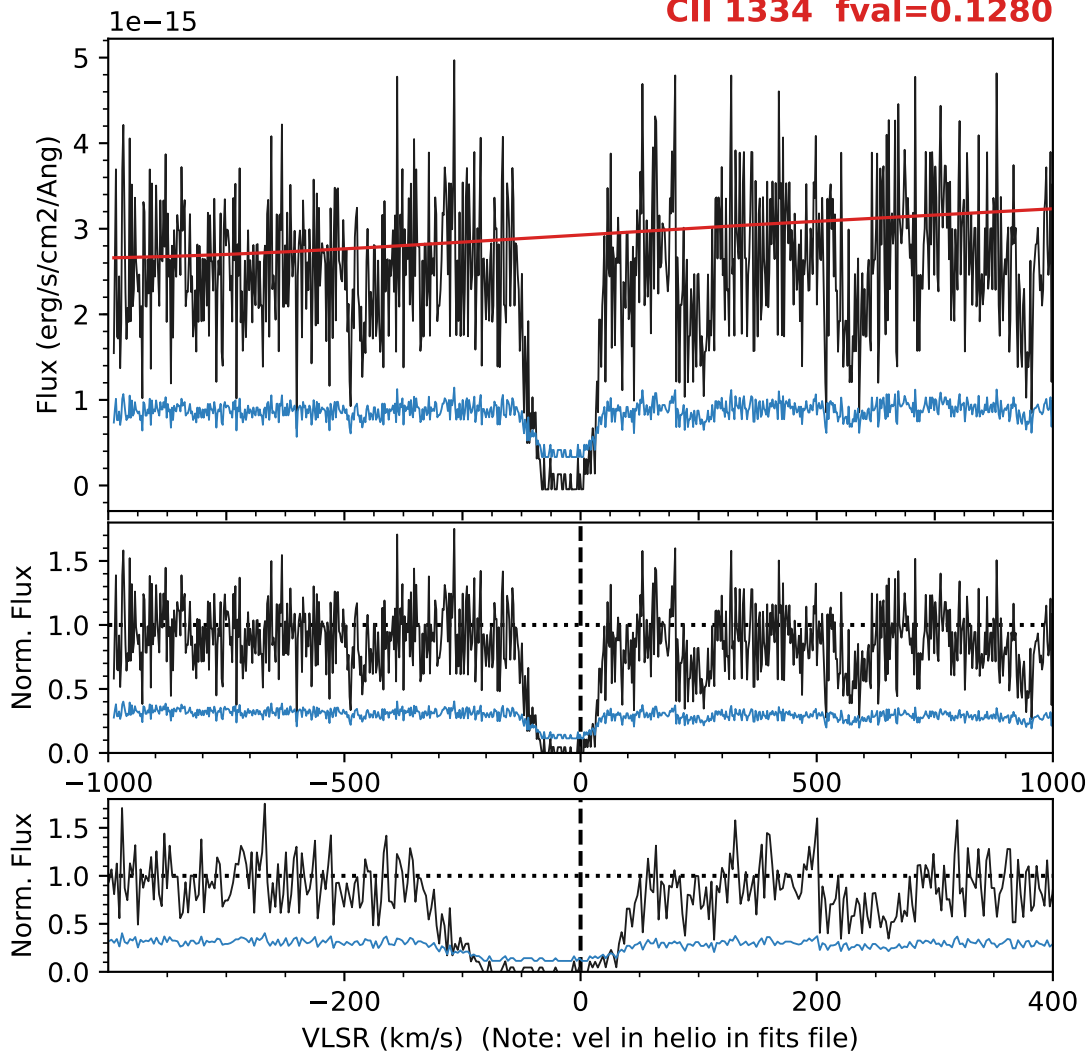 1e−15
CII 1334 fval=0.1280
5
4
3
2
1
0
Flux (erg/s/cm2/Ang)
1.5
1.0
0.5
0.0
Norm. Flux
−1000 −500 0 500 1000
1.5
1.0
0.5
0.0
Norm. Flux
−200 0 200 400
VLSR (km/s) (Note: vel in helio in fits file)